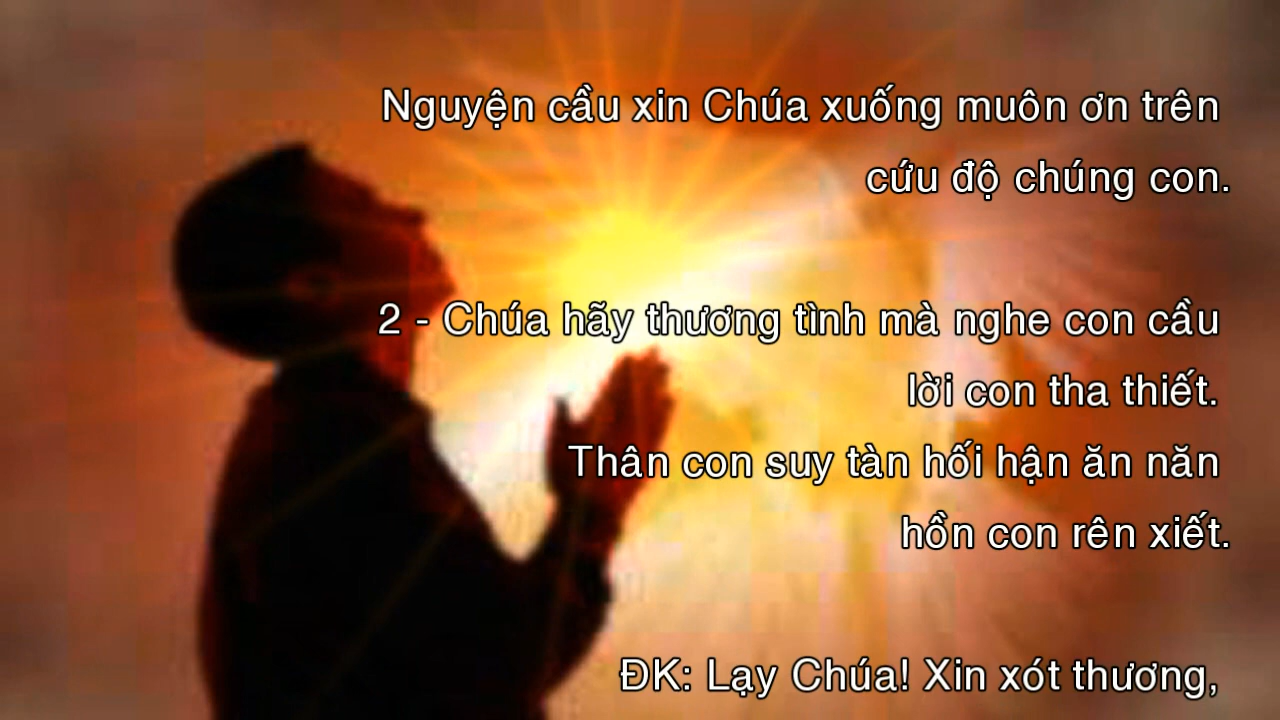 Nguyện cầu xin Chúa xuống muôn ơn trên
cứu độ chúng con.
2 - Chúa hãy thương tình mà nghe con cầu
lời con tha thiết.
Thân con suy tàn hối hận ăn năn
hồn con rên xiết.
ĐK: Lạy Chúa! Xin xót thương,